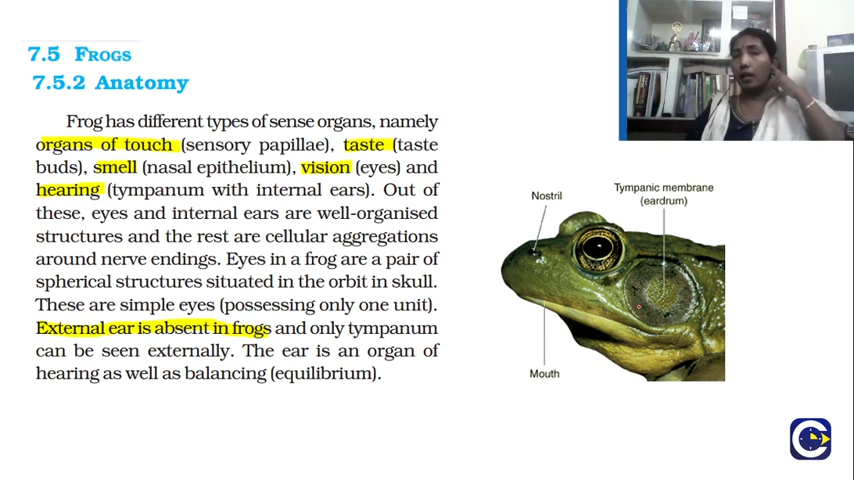 7.5 FROGS
7.5.2 Anatomy
Frog has different types of sense organs, namely
organs of touch (sensory papillae), taste (taste
buds), smell (nasal epithelium), vision (eyes) and
hearing (tympanum with internal ears). Out of
these, eyes and internal ears are well-organised
structures and the rest are cellular aggregations
around nerve endings. Eyes in a frog are a pair of
spherical structures situated in the orbit in skull.
These are simple eyes (possessing only one unit).
External ear is absent in frogs and only tympanum
can be seen externally. The ear is an organ of
hearing as well as balancing (equilibrium).
Nostril
Tympanic membrane
(eardrum)
Mouth